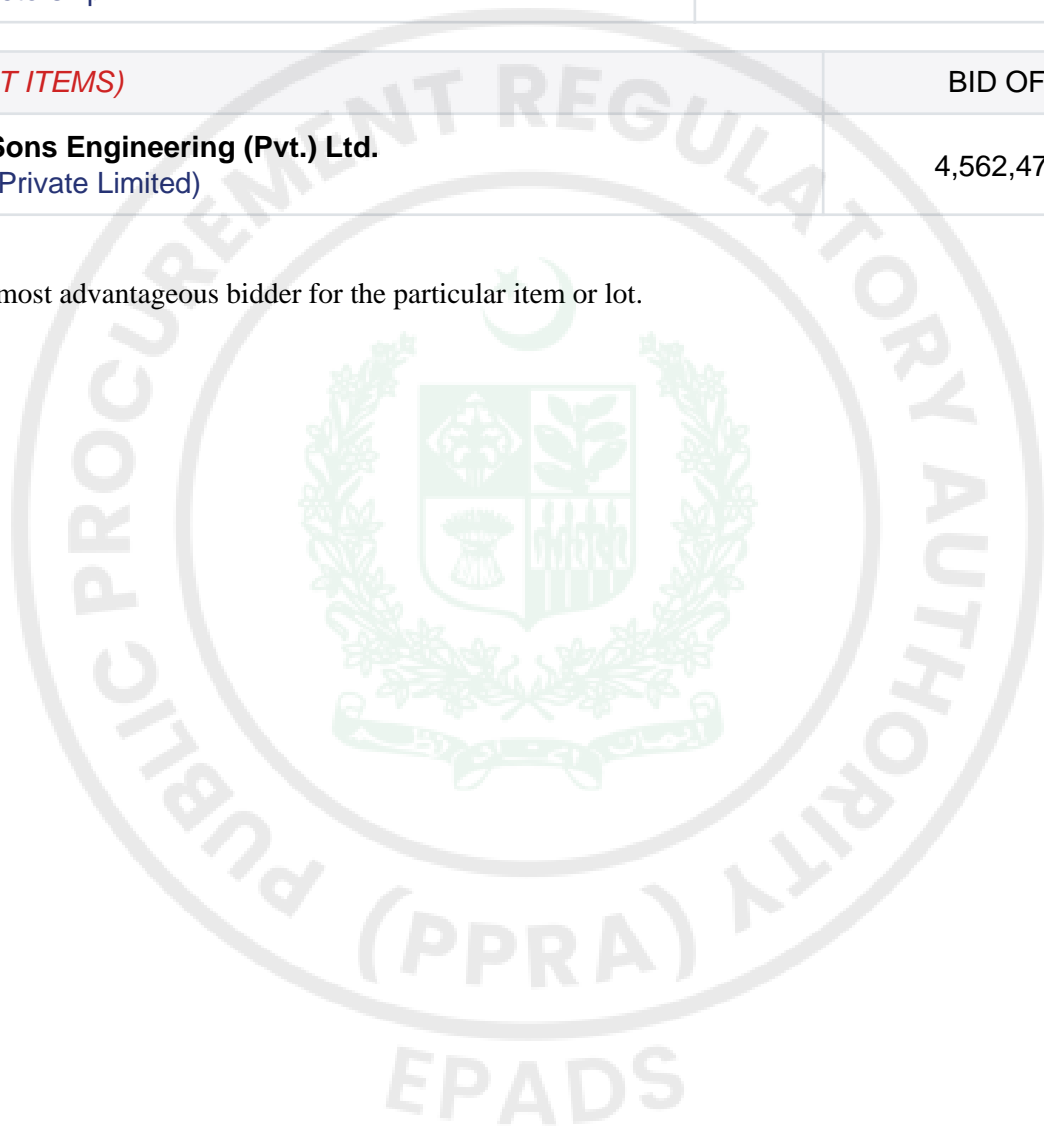 T ITEMS)
BID OF
Sons Engineering (Pvt.) Ltd.
Private Limited)
4,562,47
most advantageous bidder for the particular item or lot.
PUBLIC PROCUREMENT REGULATORY AUTHORITY
(PPRA)
EPADS